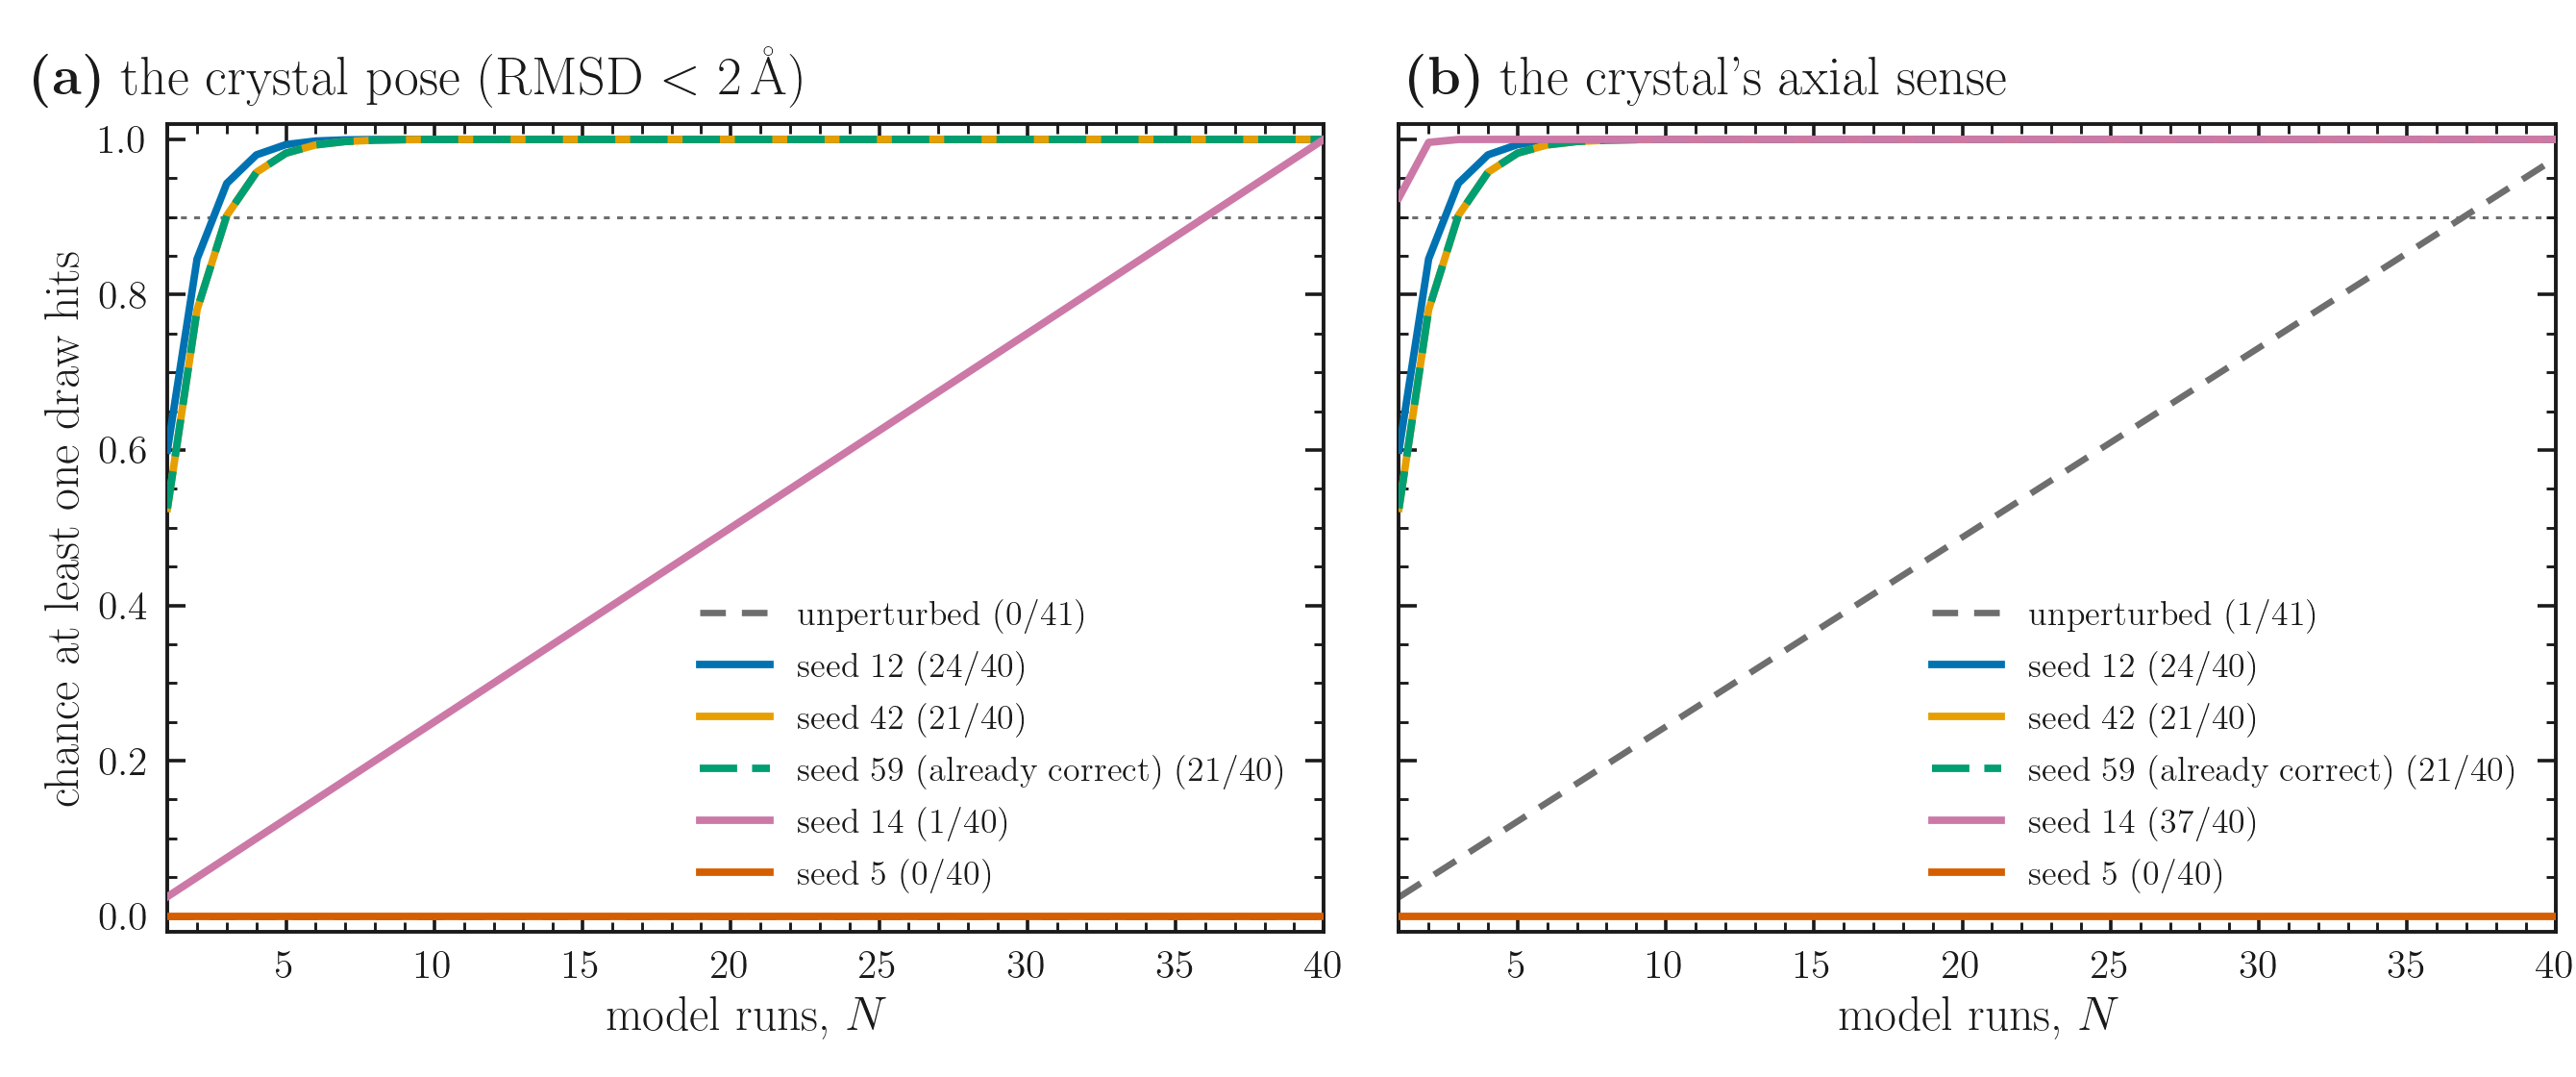 (a) the crystal pose (RMSD < 2 Å)
1.0
0.8
0.6
0.4
0.2
0.0
chance at least one draw hits
unperturbed (0/41)
seed 12 (24/40)
seed 42 (21/40)
seed 59 (already correct) (21/40)
seed 14 (1/40)
seed 5 (0/40)
5 10 15 20 25 30 35 40
model runs, N
(b) the crystal's axial sense
unperturbed (1/41)
seed 12 (24/40)
seed 42 (21/40)
seed 59 (already correct) (21/40)
seed 14 (37/40)
seed 5 (0/40)
5 10 15 20 25 30 35 40
model runs, N